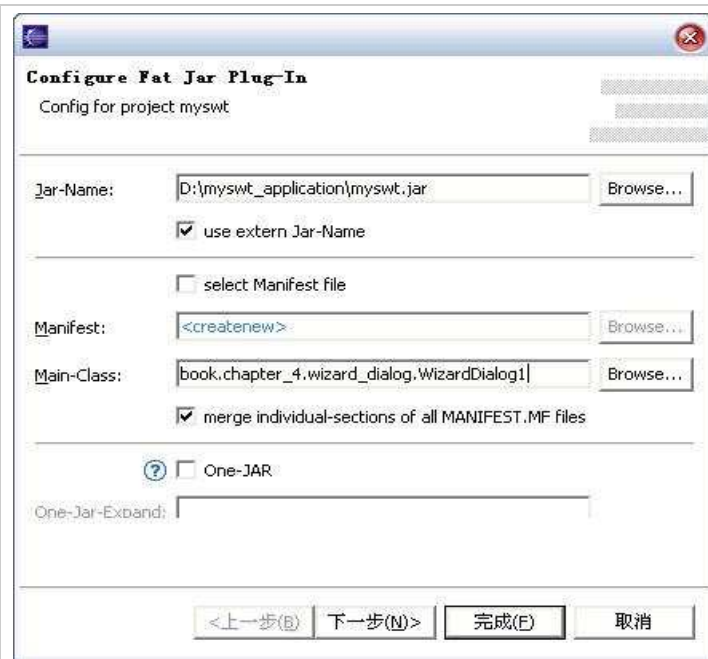 Configure Fat Jar Plug-In
Config for project myswt
Jar-Name: D:\myswt_application\myswt.jar Browse...
use extern Jar-Name
select Manifest file
Manifest: <createnew> Browse...
Main-Class: book.chapter_4.wizard_dialog.WizardDialog1 Browse...
merge individual-sections of all MANIFEST.MF files
? One-JAR
One-Jar-Expand:
<上一步(B) 下一步(N)> 完成(F) 取消